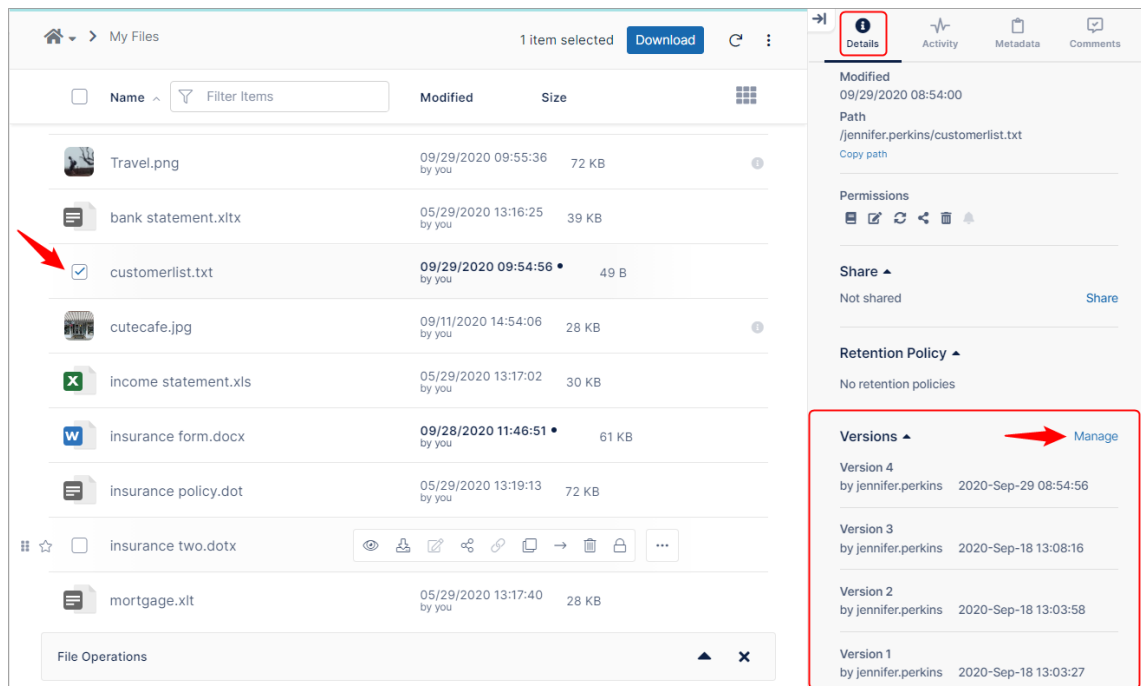 My Files
1 item selected
Download
Name
Filter Items
Modified
Size
Travel.png
09/29/2020 09:55:36
72 KB
by you
bank statement.xltx
05/29/2020 13:16:25
39 KB
by you
customerlist.txt
09/29/2020 09:54:56 •
49 B
by you
cutecafe.jpg
09/11/2020 14:54:06
28 KB
by you
income statement.xls
05/29/2020 13:17:02
30 KB
by you
insurance form.docx
09/28/2020 11:46:51 •
61 KB
by you
insurance policy.dot
05/29/2020 13:19:13
72 KB
by you
insurance two.dotx
mortgage.xlt
05/29/2020 13:17:40
28 KB
by you
File Operations
Details
Activity
Metadata
Comments
Modified
09/29/2020 08:54:00
Path
/jennifer.perkins/customerlist.txt
Copy path
Permissions
Share
Not shared
Share
Retention Policy
No retention policies
Versions
Manage
Version 4
by jennifer.perkins 2020-Sep-29 08:54:56
Version 3
by jennifer.perkins 2020-Sep-18 13:08:16
Version 2
by jennifer.perkins 2020-Sep-18 13:03:58
Version 1
by jennifer.perkins 2020-Sep-18 13:03:27